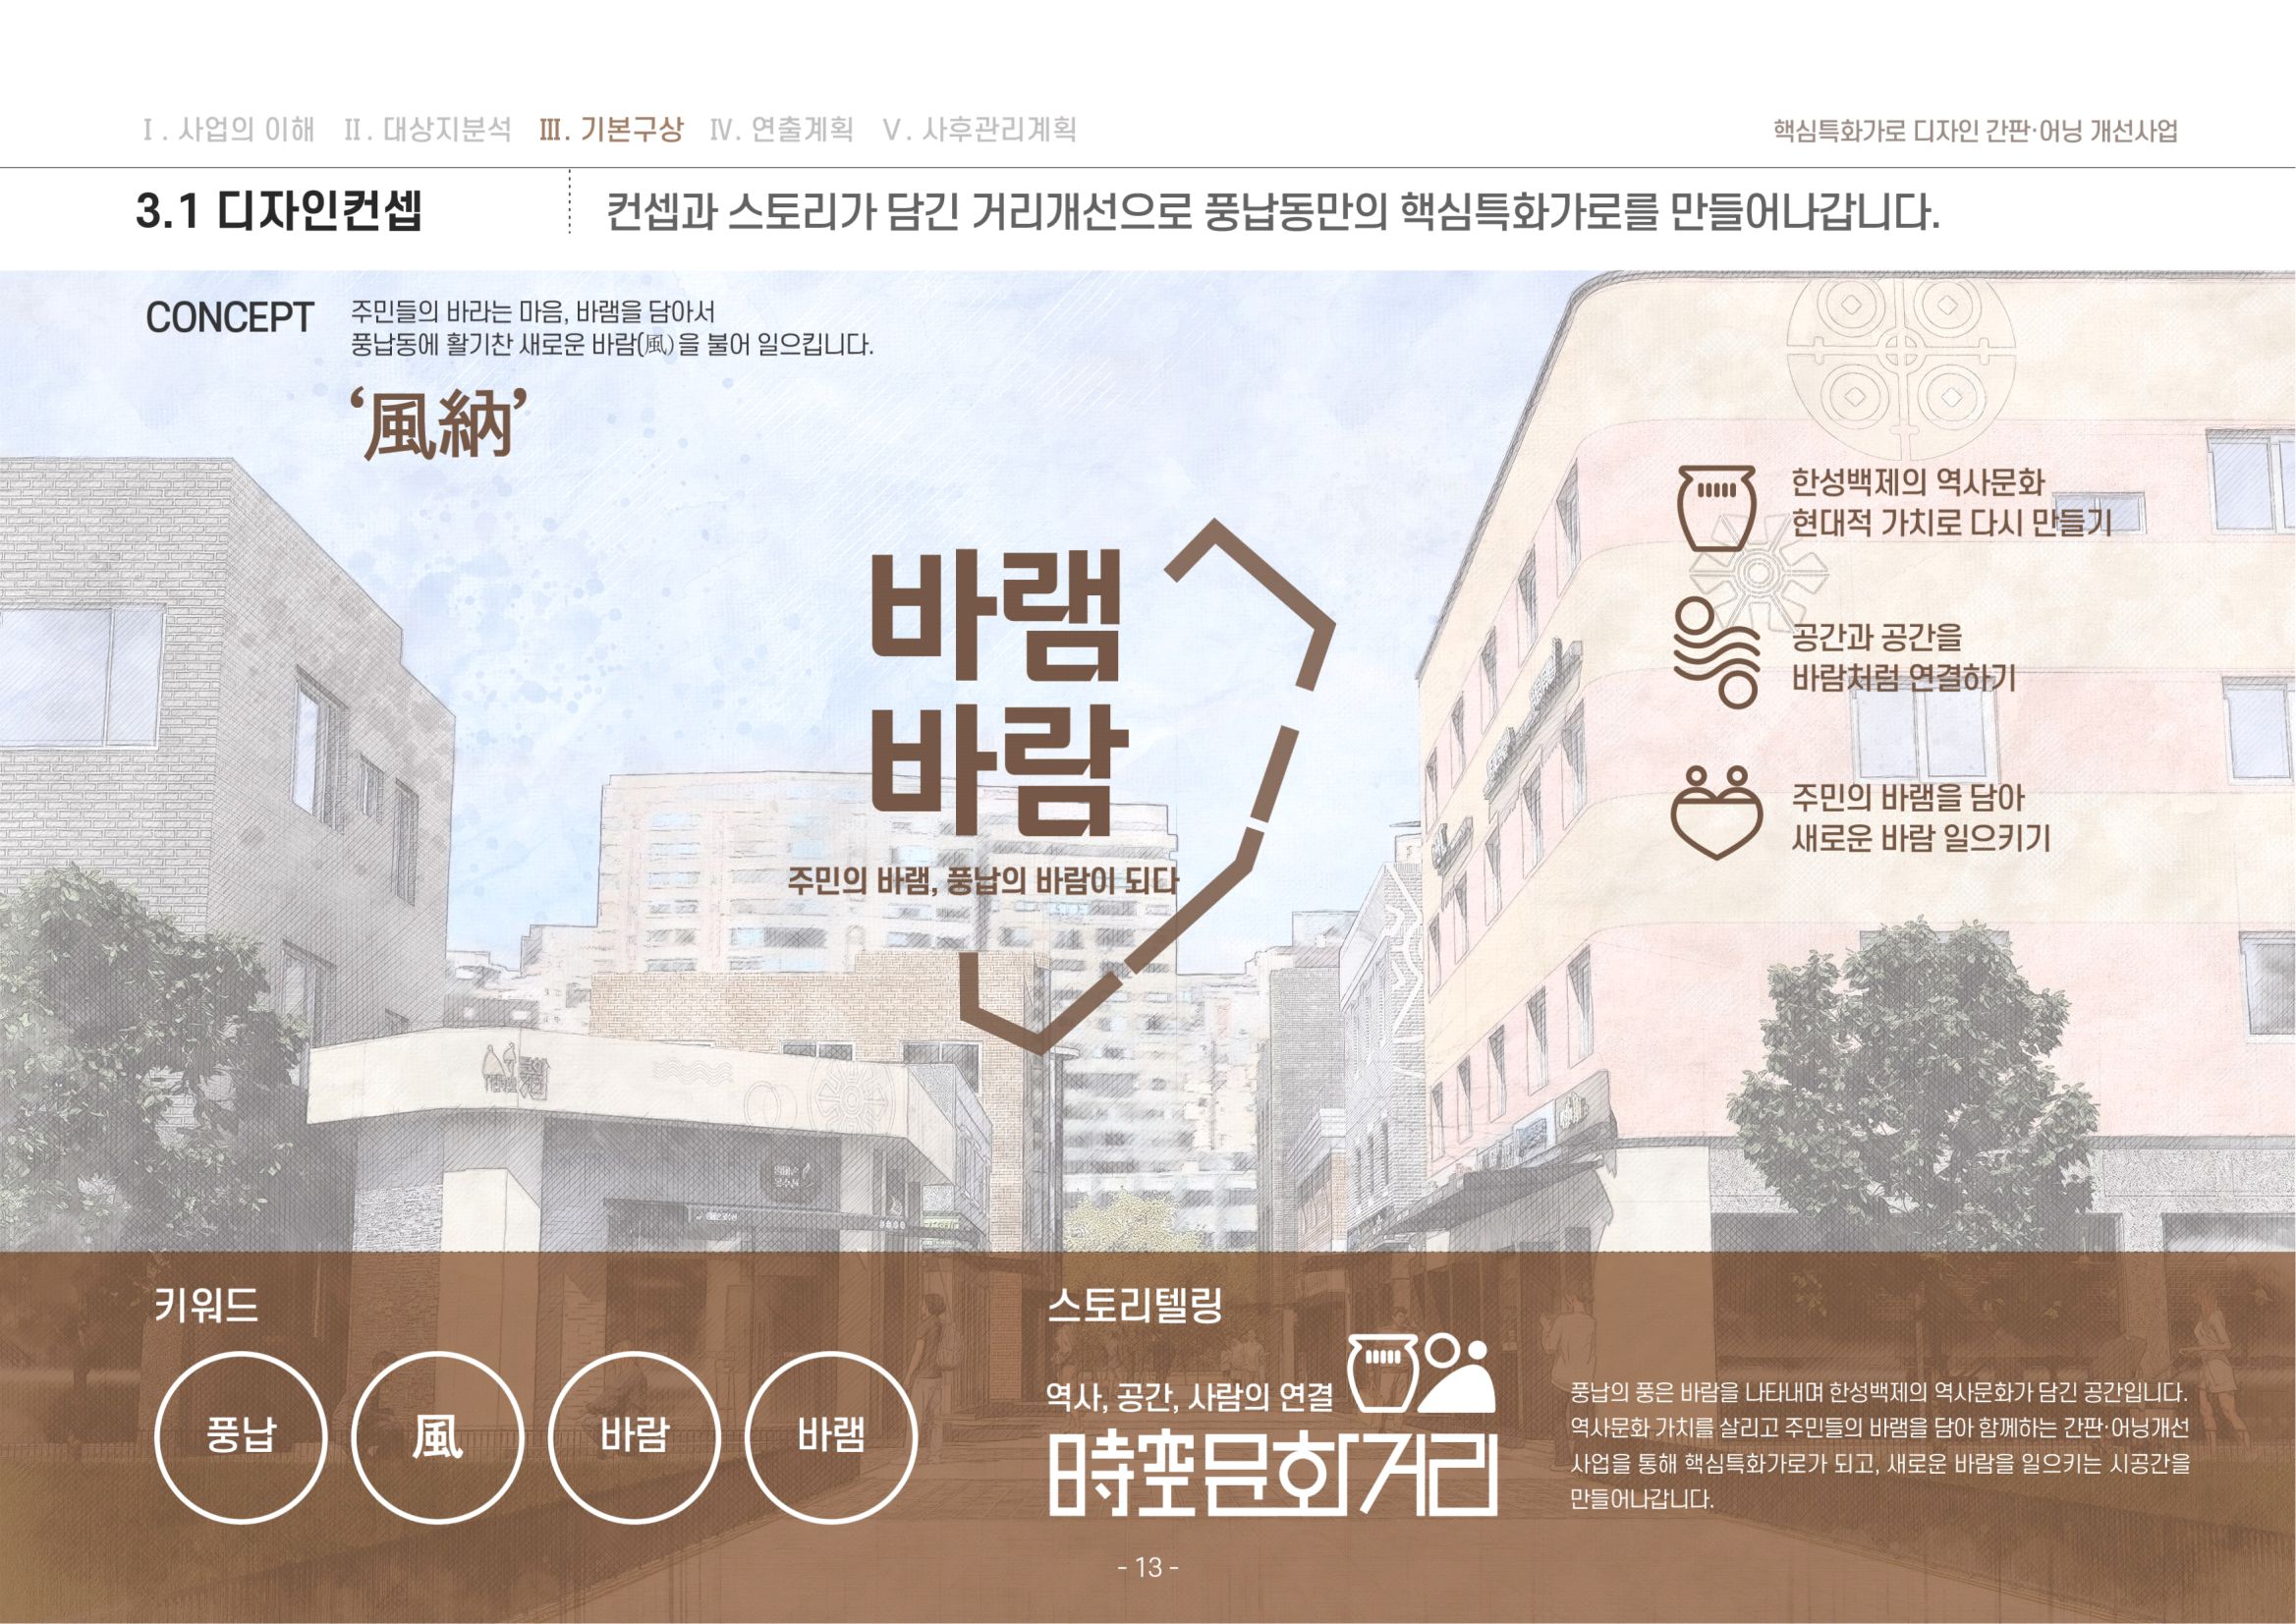 Ⅰ. 사업의 이해 Ⅱ. 대상지분석 Ⅲ. 기본구상 Ⅳ. 연출계획 Ⅴ. 사후관리계획
핵심특화가로 디자인 간판·어닝 개선사업
3.1 디자인컨셉
컨셉과 스토리가 담긴 거리개선으로 풍납동만의 핵심특화가로를 만들어나갑니다.
CONCEPT
주민들의 바라는 마음, 바램을 담아서
풍납동에 활기찬 새로운 바람(風)을 불어 일으킵니다.
‘風納’
바램
바람
주민의 바램, 풍납의 바람이 되다
한성백제의 역사문화
현대적 가치로 다시 만들기
공간과 공간을
바람처럼 연결하기
주민의 바램을 담아
새로운 바람 일으키기
키워드
풍납
風
바람
바램
스토리텔링
역사, 공간, 사람의 연결
時空문화거리
풍납의 풍은 바람을 나타내며 한성백제의 역사문화가 담긴 공간입니다.
역사문화 가치를 살리고 주민들의 바램을 담아 함께하는 간판·어닝개선
사업을 통해 핵심특화가로가 되고, 새로운 바람을 일으키는 시공간을
만들어나갑니다.
- 13 -